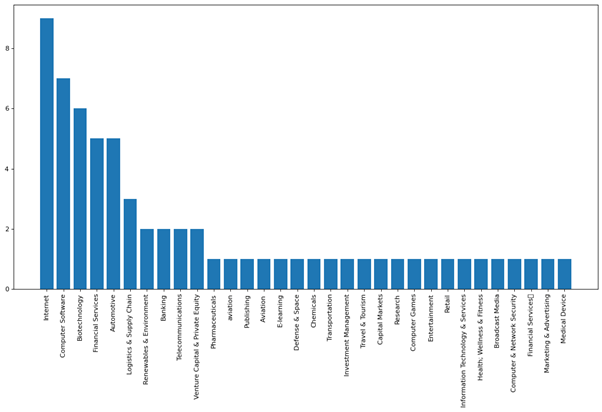 8
6
4
2
0
Internet
Computer Software
Biotechnology
Financial Services
Automotive
Logistics & Supply Chain
Renewables & Environment
Banking
Telecommunications
Venture Capital & Private Equity
Pharmaceuticals
aviation
Publishing
Aviation
E-learning
Defense & Space
Chemicals
Transportation
Investment Management
Travel & Tourism
Capital Markets
Research
Computer Games
Entertainment
Retail
Information Technology & Services
Health, Wellness & Fitness
Broadcast Media
Computer & Network Security
Financial Services▯
Marketing & Advertising
Medical Device